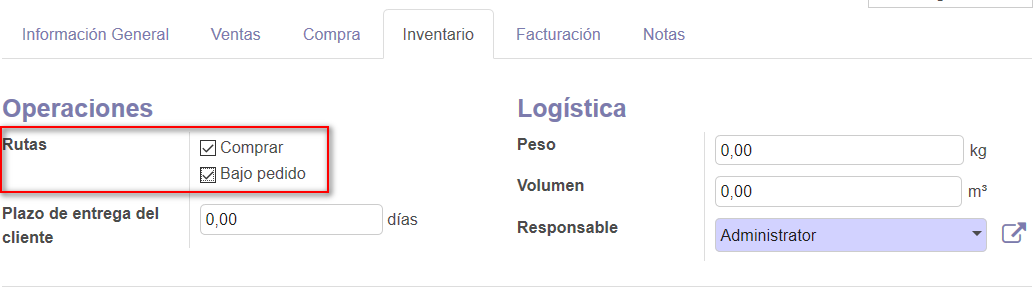 Información General Ventas Compra Inventario Facturación Notas
Operaciones
Rutas
Comprar
Bajo pedido
Plazo de entrega del
cliente
0,00 días
Logística
Peso 0,00 kg
Volumen 0,00 m³
Responsable Administrator